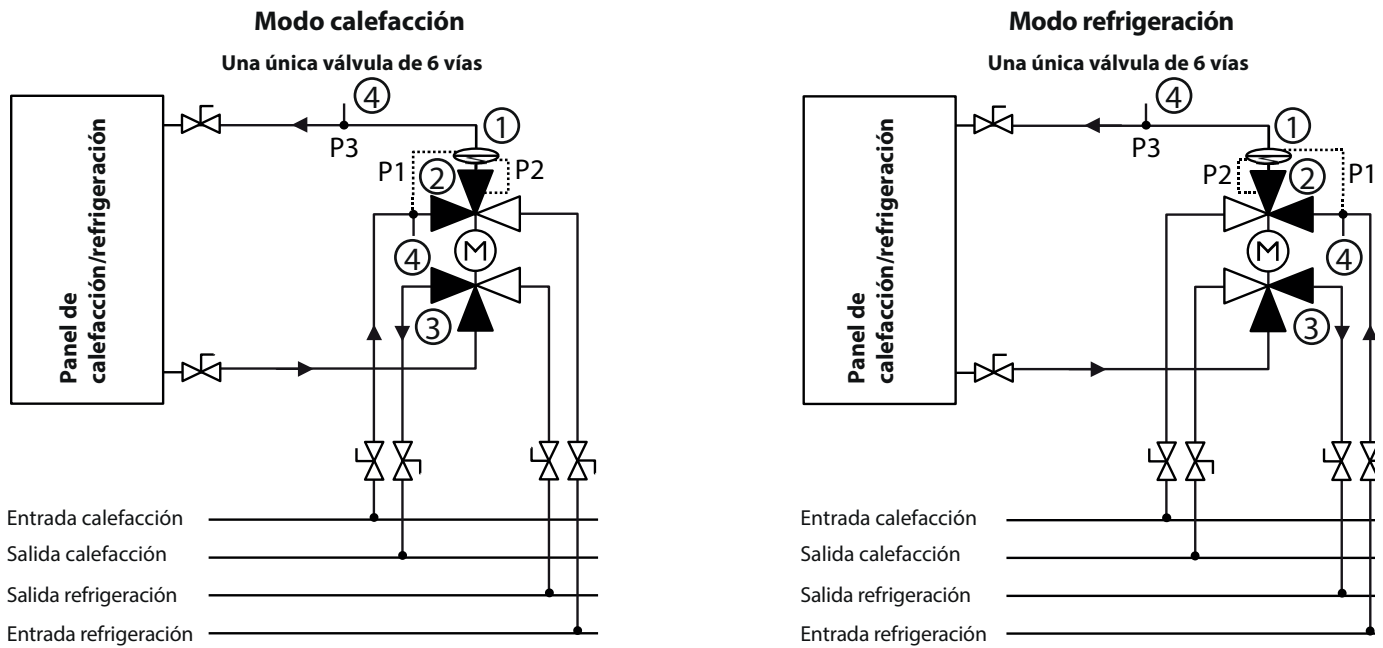 Modo calefacción
Una única válvula de 6 vías
4
1
P3
P1
2
P2
4
M
3
Panel de
calefacción/refrigeración
Entrada calefacción
Salida calefacción
Salida refrigeración
Entrada refrigeración
Modo refrigeración
Una única válvula de 6 vías
4
1
P3
P2
2
P1
4
M
3
Panel de
calefacción/refrigeración
Entrada calefacción
Salida calefacción
Salida refrigeración
Entrada refrigeración